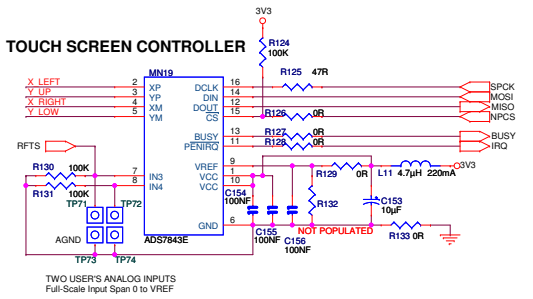 3V3
TOUCH SCREEN CONTROLLER
R124
100K
MN19
R125 47R
X_LEFT 2 XP DCLK 16 SPCK
Y_UP 3 YP DIN 14 MOSI
X_RIGHT 4 XM DOUT 12 MISO
Y_LOW 5 YM CS 15 R126 0R NPCS
BUSY 13 R127 0R BUSY
RFTS PENIRQ 11 R128 0R IRQ
R130 100K VREF 9 R129 0R L11 4.7µH 220mA 3V3
7 IN3 VCC 1
8 IN4 VCC 10
R131 100K
C154 100NF
R132
C153 10µF
TP71 TP72
GND 6
C155 100NF
C156 100NF
NOT POPULATED
R133 0R
AGND
ADS7843E
TP73 TP74
TWO USER'S ANALOG INPUTS
Full-Scale Input Span 0 to VREF